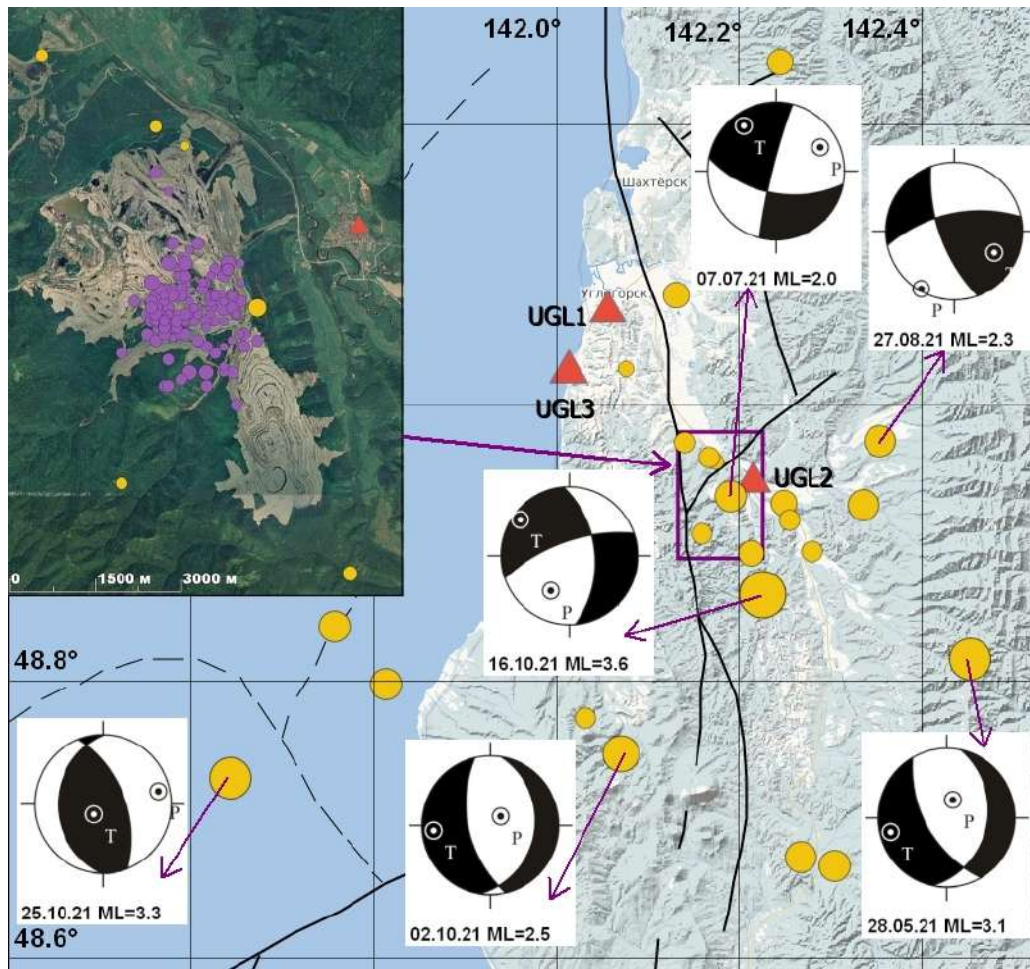 142.0°
142.2°
142.4°
Шахтёрск
T
P
07.07.21 ML=2.0
T
P
27.08.21 ML=2.3
Углегорск
UGL1
UGL3
UGL2
T
P
16.10.21 ML=3.6
0 1500 м 3000 м
48.8°
T
P
25.10.21 ML=3.3
T
P
02.10.21 ML=2.5
T
P
28.05.21 ML=3.1
48.6°